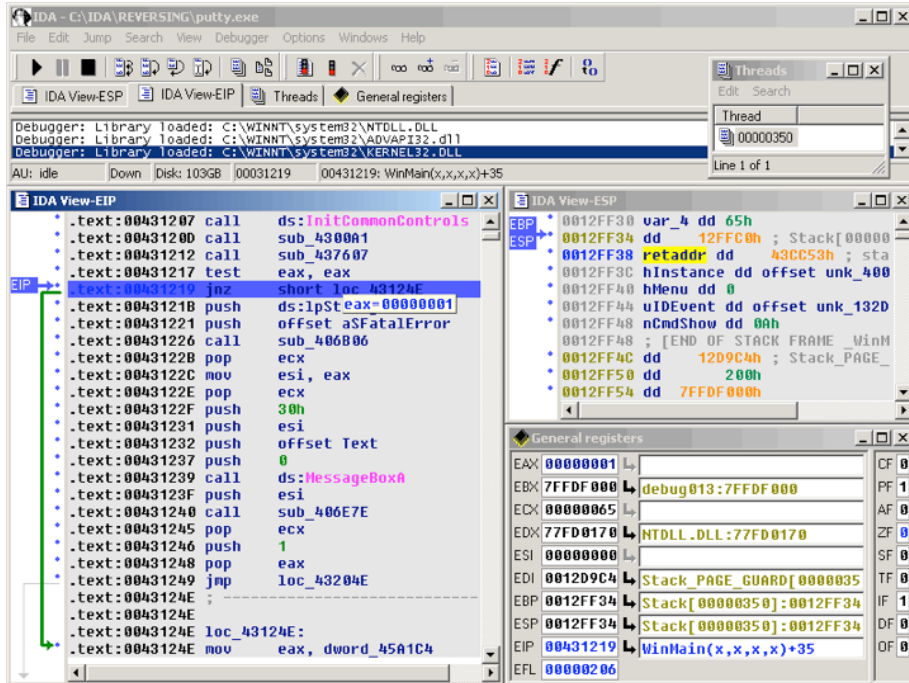 IDA - C:\IDA\REVERSING\putty.exe
File Edit Jump Search View Debugger Options Windows Help
IDA View-ESP IDA View-EIP Threads General registers
Debugger: Library loaded: C:\WINNT\system32\NTDLL.DLL
Debugger: Library loaded: C:\WINNT\system32\ADVAPI32.dll
Debugger: Library loaded: C:\WINNT\system32\KERNEL32.DLL
AU: idle Down Disk: 103GB 00031219 00431219: WinMain(x,x,x,x)+35
Threads
Edit Search
Thread
00000350
Line 1 of 1
IDA View-EIP
.text:00431207 call ds:InitCommonControls
.text:0043120D call sub_4300A1
.text:00431212 call sub_437607
.text:00431217 test eax, eax
EIP .text:00431219 jnz short loc_43124E
.text:0043121B push ds:lpSt
eax=00000001
.text:00431221 push offset aSFatalError
.text:00431226 call sub_406B06
.text:0043122B pop ecx
.text:0043122C mov esi, eax
.text:0043122E pop ecx
.text:0043122F push 30h
.text:00431231 push esi
.text:00431232 push offset Text
.text:00431237 push 0
.text:00431239 call ds:MessageBoxA
.text:0043123F push esi
.text:00431240 call sub_406E7E
.text:00431245 pop ecx
.text:00431246 push 1
.text:00431248 pop eax
.text:00431249 jmp loc_43204E
.text:0043124E ; ---------------------------
.text:0043124E
.text:0043124E loc_43124E:
.text:0043124E mov eax, dword_45A1C4
IDA View-ESP
EBP 0012FF30 var_4 dd 65h
ESP 0012FF34 dd 12FFC0h ; Stack[00000
0012FF38 retaddr dd 43CC53h ; sta
0012FF3C hInstance dd offset unk_400
0012FF40 hMenu dd 0
0012FF44 uIDEvent dd offset unk_132D
0012FF48 nCmdShow dd 0Ah
0012FF48 ; [END OF STACK FRAME _WinM
0012FF4C dd 12D9C4h ; Stack_PAGE_
0012FF50 dd 200h
0012FF54 dd 7FFDF000h
General registers
EAX 00000001
EBX 7FFDF000 debug013:7FFDF000
ECX 00000065
EDX 77FD0170 NTDLL.DLL:77FD0170
ESI 00000000
EDI 0012D9C4 Stack_PAGE_GUARD[0000035
EBP 0012FF34 Stack[00000350]:0012FF34
ESP 0012FF34 Stack[00000350]:0012FF34
EIP 00431219 WinMain(x,x,x,x)+35
EFL 00000206
CF 0
PF 1
AF 0
ZF 0
SF 0
TF 0
IF 1
DF 0
OF 0